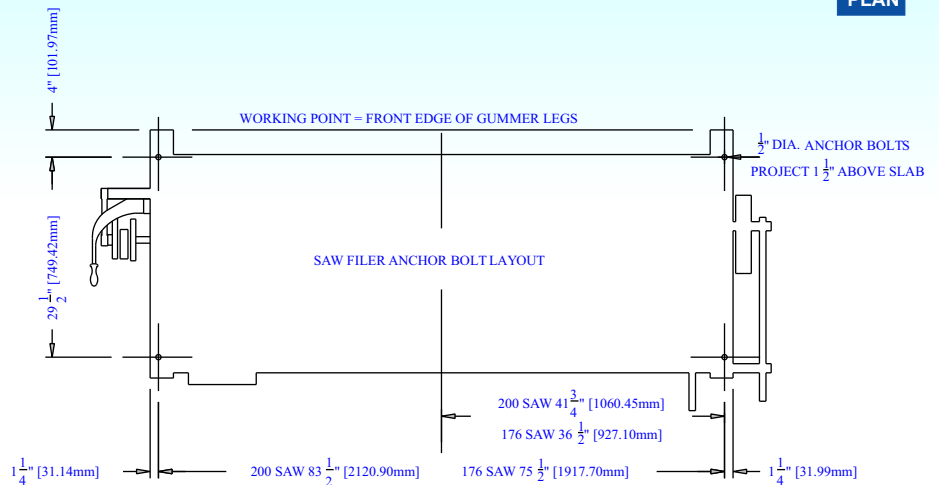 PLAN
4" [101.97mm]
WORKING POINT = FRONT EDGE OF GUMMER LEGS
1/2" DIA. ANCHOR BOLTS
PROJECT 1 1/2" ABOVE SLAB
SAW FILER ANCHOR BOLT LAYOUT
29 1/2" [749.42mm]
200 SAW 41 3/4" [1060.45mm]
176 SAW 36 1/2" [927.10mm]
1 1/4" [31.14mm]
200 SAW 83 1/2" [2120.90mm]
176 SAW 75 1/2" [1917.70mm]
1 1/4" [31.99mm]